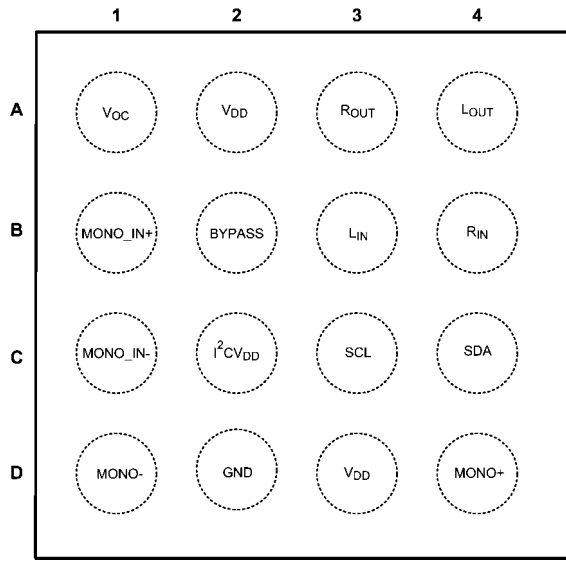 1 2 3 4
A VOC VDD ROUT LOUT
B MONO_IN+ BYPASS LIN RIN
C MONO_IN- I²CVDD SCL SDA
D MONO- GND VDD MONO+